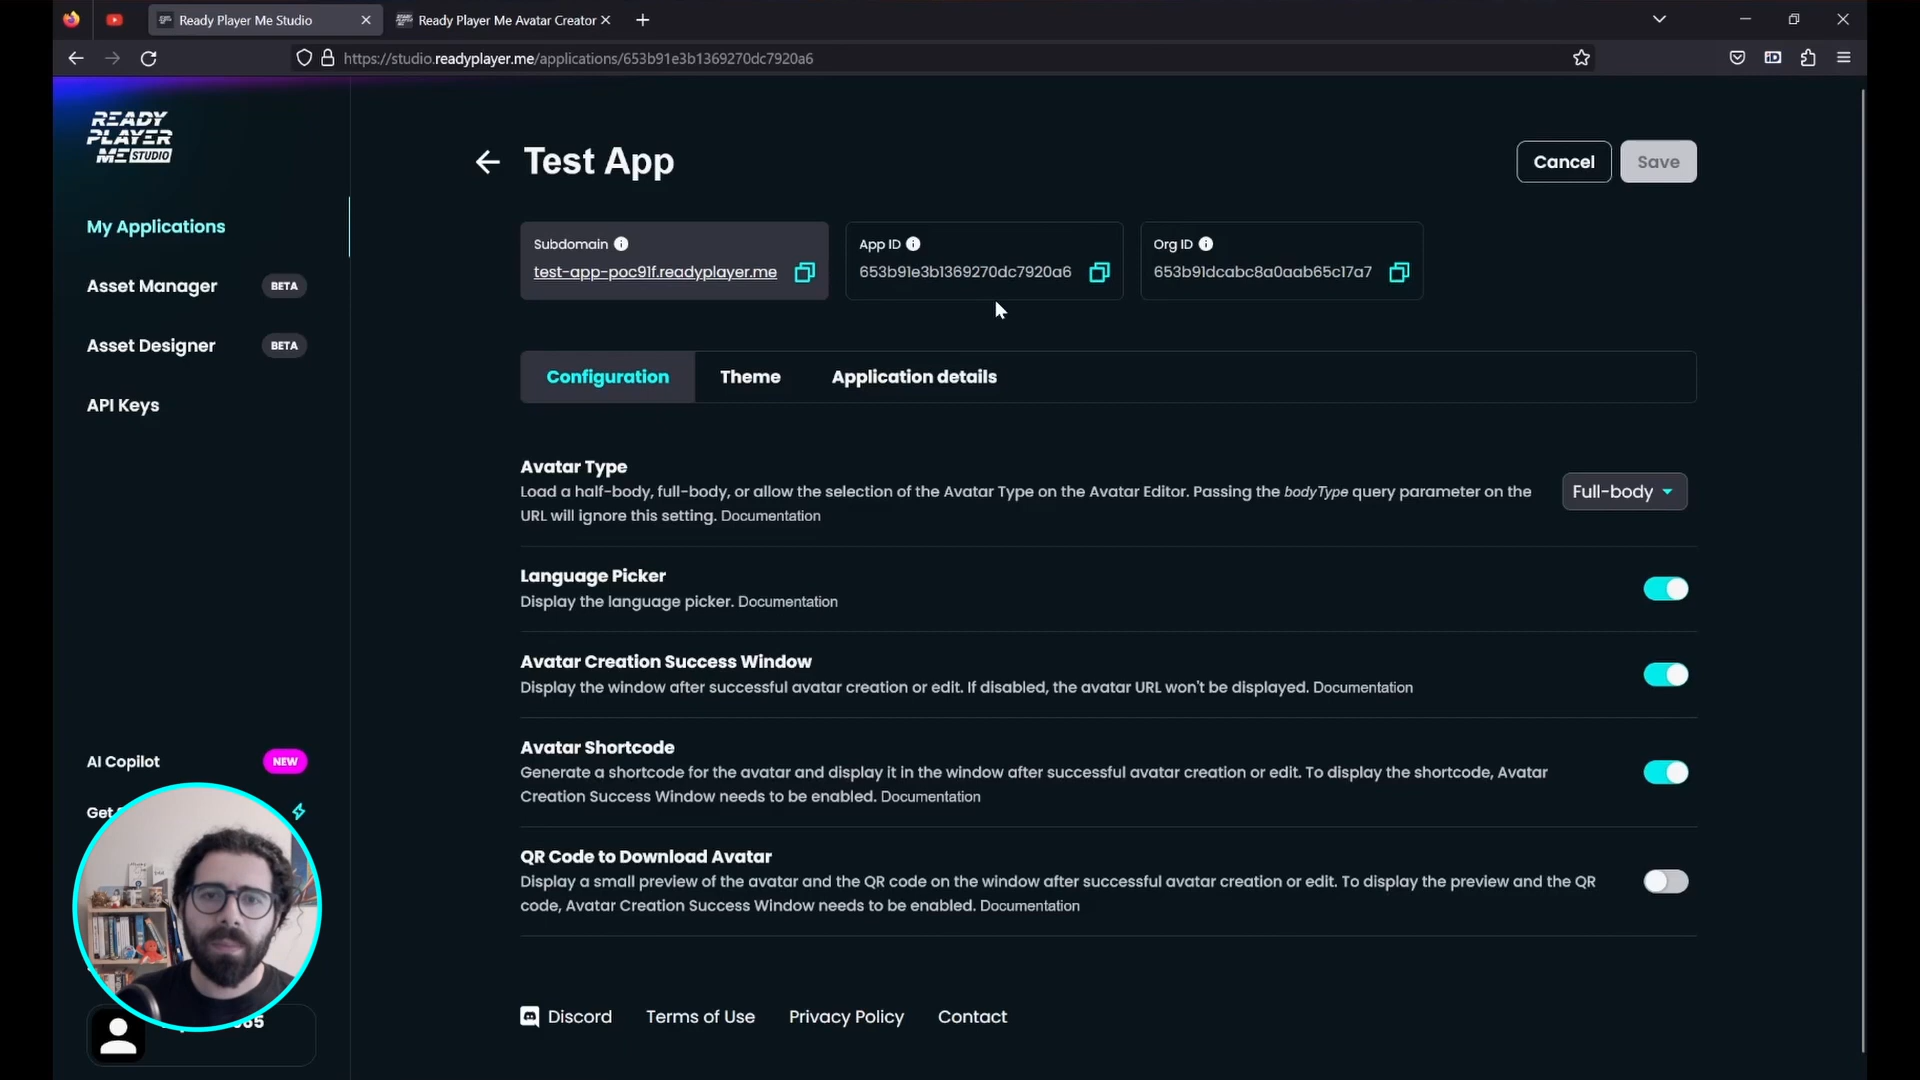 Ready Player Me Studio
Ready Player Me Avatar Creator
https://studio.readyplayer.me/applications/653b91e3b1369270dc7920a6
READY
PLAYER
ME STUDIO
Test App
Cancel
Save
My Applications
Subdomain
App ID
Org ID
test-app-poc91f.readyplayer.me
653b91e3b1369270dc7920a6
653b91dcabc8a0aab65c17a7
Asset Manager
BETA
Asset Designer
BETA
API Keys
Configuration
Theme
Application details
Avatar Type
Load a half-body, full-body, or allow the selection of the Avatar Type on the Avatar Editor. Passing the bodyType query parameter on the
URL will ignore this setting. Documentation
Full-body
Language Picker
Display the language picker. Documentation
Avatar Creation Success Window
Display the window after successful avatar creation or edit. If disabled, the avatar URL won't be displayed. Documentation
Avatar Shortcode
Generate a shortcode for the avatar and display it in the window after successful avatar creation or edit. To display the shortcode, Avatar
Creation Success Window needs to be enabled. Documentation
QR Code to Download Avatar
Display a small preview of the avatar and the QR code on the window after successful avatar creation or edit. To display the preview and the QR
code, Avatar Creation Success Window needs to be enabled. Documentation
AI Copilot
NEW
Get
Discord
Terms of Use
Privacy Policy
Contact